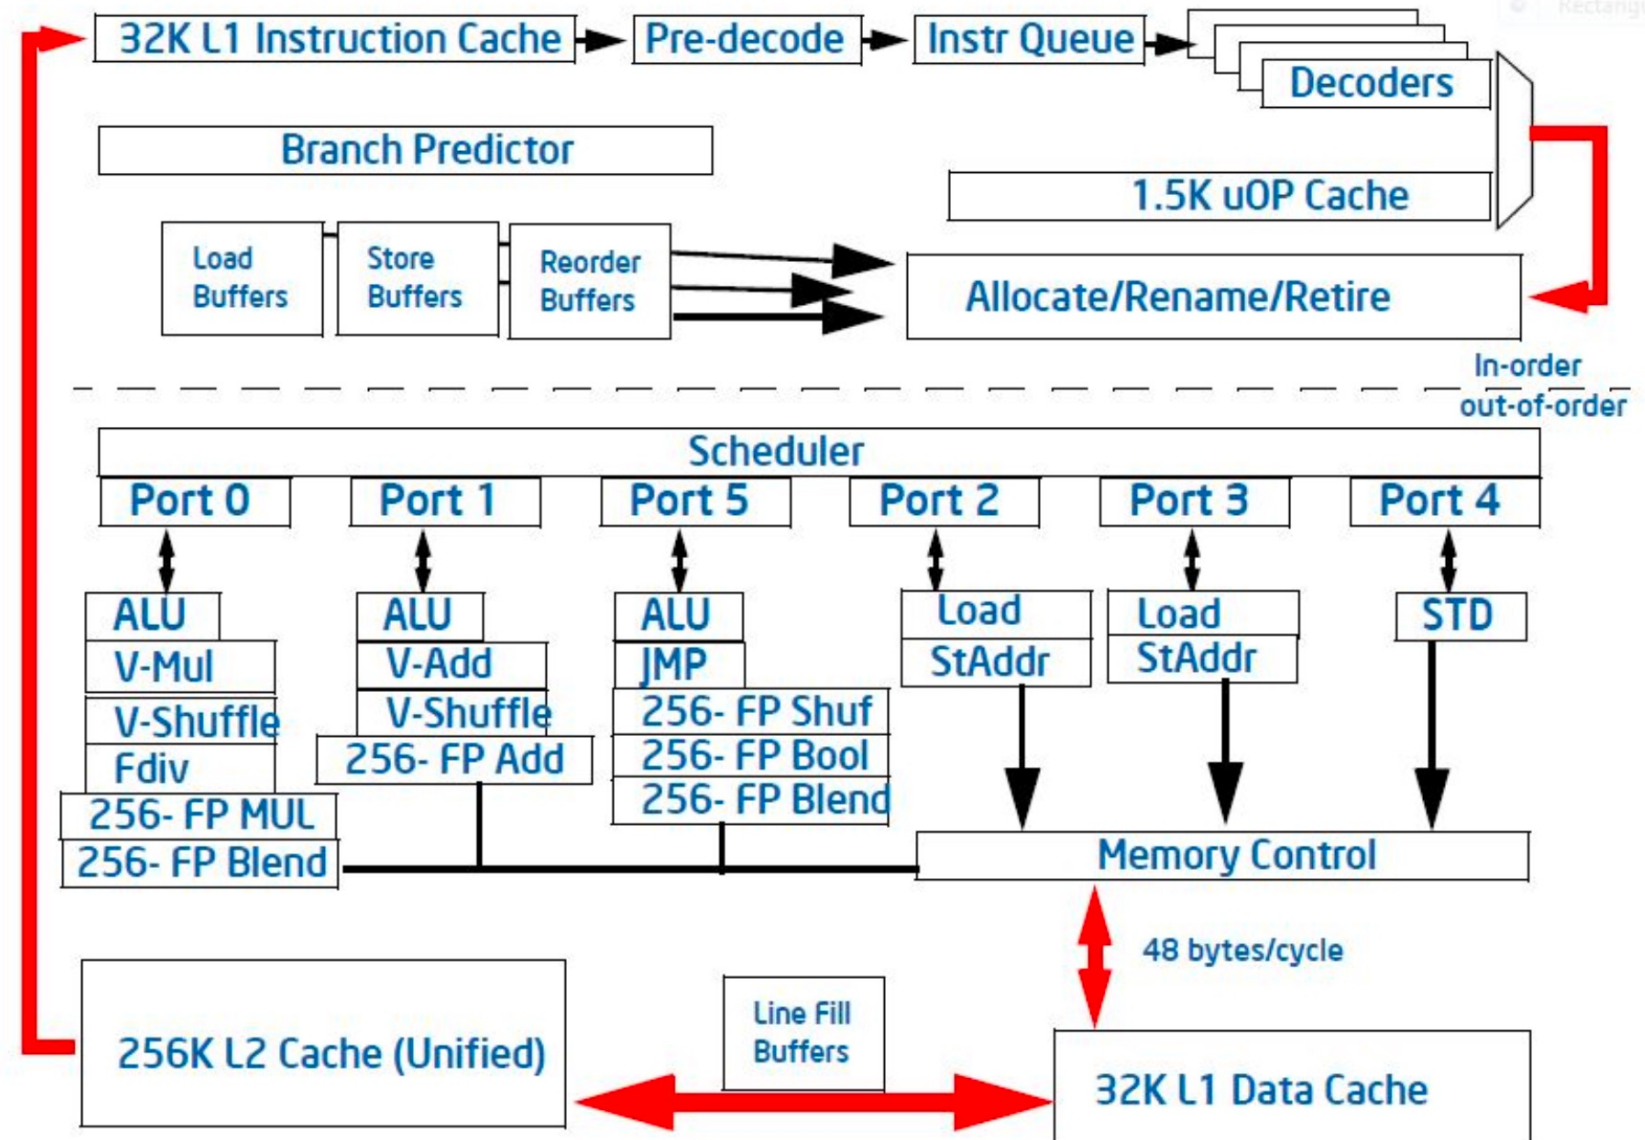 Rectang
32K L1 Instruction Cache
Pre-decode
Instr Queue
Decoders
Branch Predictor
1.5K uOP Cache
Load
Buffers
Store
Buffers
Reorder
Buffers
Allocate/Rename/Retire
In-order
out-of-order
Scheduler
Port 0
Port 1
Port 5
Port 2
Port 3
Port 4
ALU
V-Mul
V-Shuffle
Fdiv
256- FP MUL
256- FP Blend
ALU
V-Add
V-Shuffle
256- FP Add
ALU
JMP
256- FP Shuf
256- FP Bool
256- FP Blend
Load
StAddr
Load
StAddr
STD
Memory Control
48 bytes/cycle
256K L2 Cache (Unified)
Line Fill
Buffers
32K L1 Data Cache